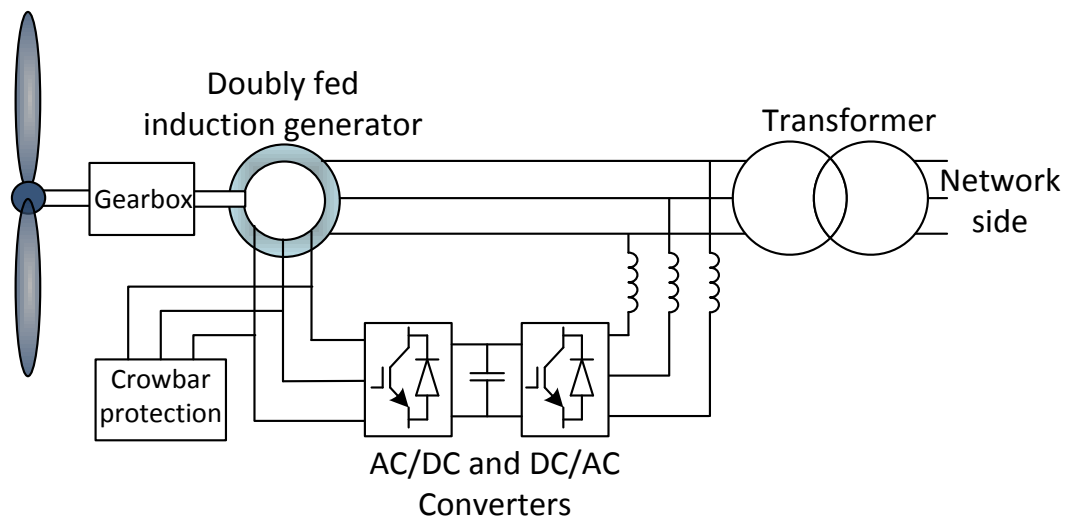 Doubly fed
induction generator
Transformer
Gearbox
Network
side
Crowbar
protection
AC/DC and DC/AC
Converters